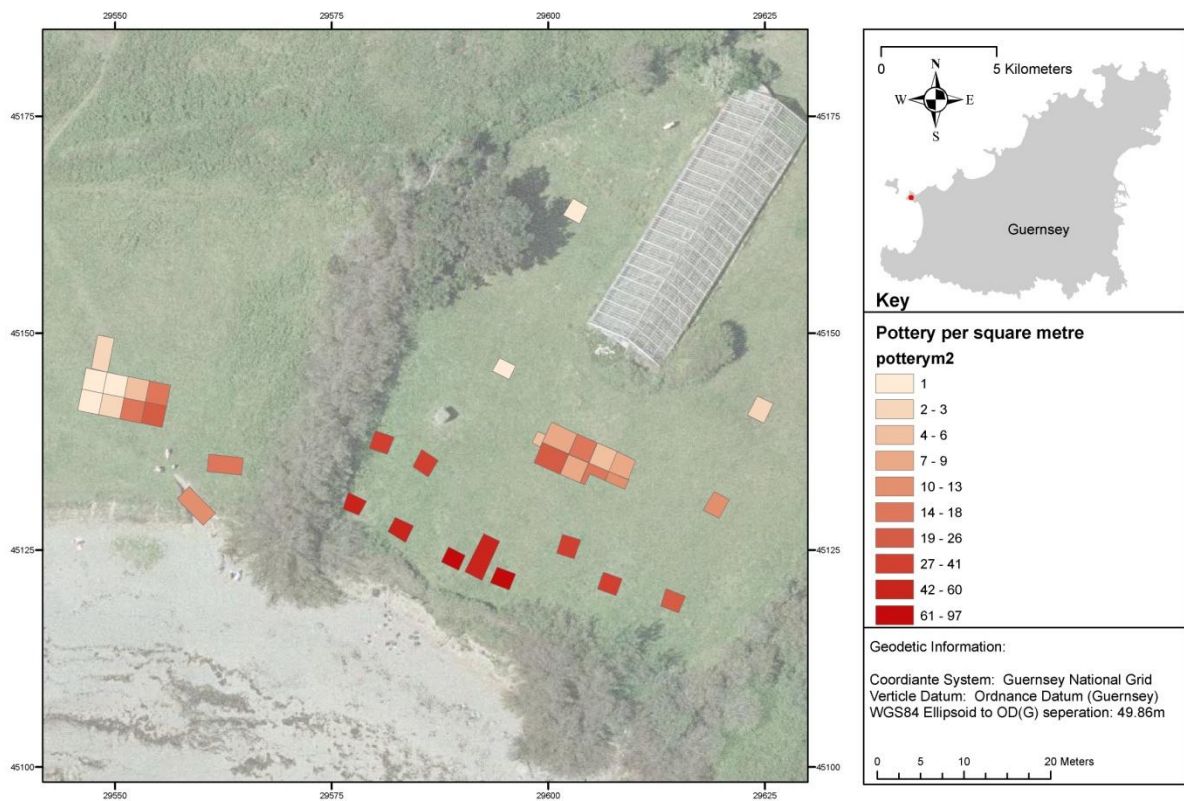 29550 29575 29600 29625
45175 45175
45150 45150
45125 45125
45100 45100
29550 29575 29600 29625
0 5 Kilometers
N
W E
S
Guernsey
Key
Pottery per square metre
potterym2
1
2 - 3
4 - 6
7 - 9
10 - 13
14 - 18
19 - 26
27 - 41
42 - 60
61 - 97
Geodetic Information:
Coordiante System: Guernsey National Grid
Verticle Datum: Ordnance Datum (Guernsey)
WGS84 Ellipsoid to OD(G) seperation: 49.86m
0 5 10 20 Meters